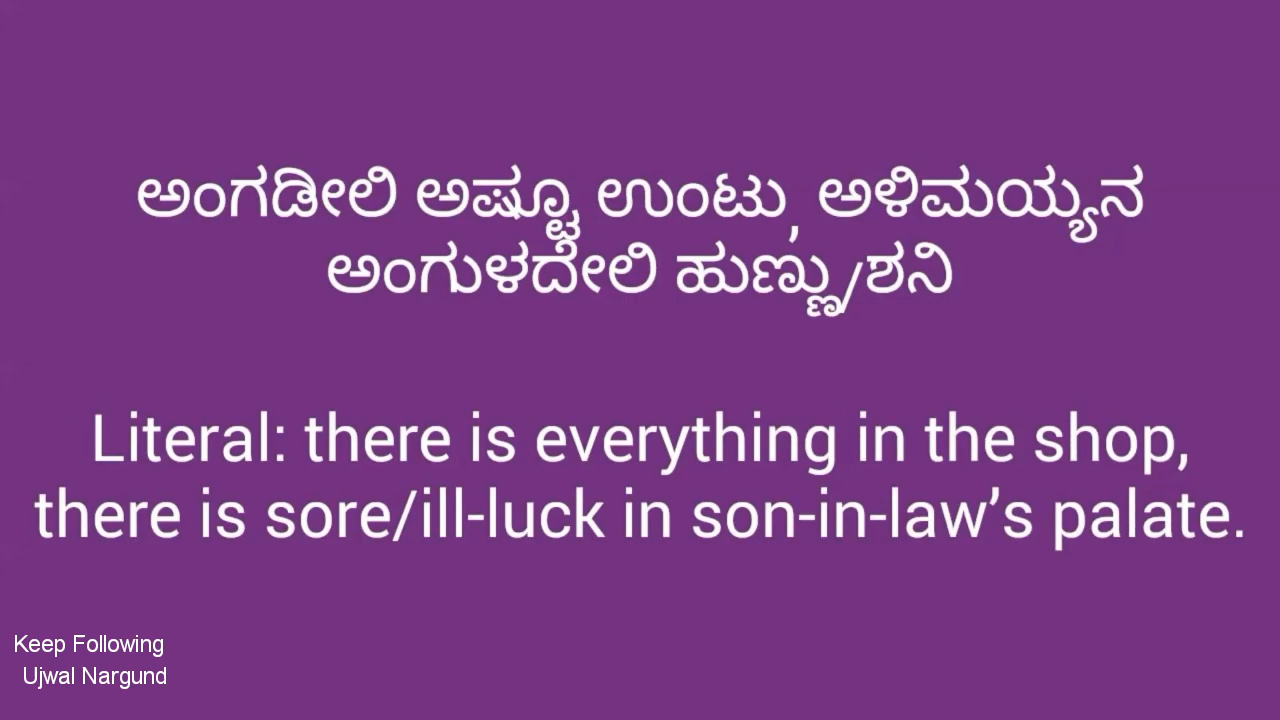 ಅಂಗಡೀಲಿ ಅಷ್ಟೂ ಉಂಟು, ಅಳಿಮಯ್ಯನ
ಅಂಗುಳದೇಲಿ ಹುಣ್ಣು/ಶನಿ
Literal: there is everything in the shop,
there is sore/ill-luck in son-in-law’s palate.
Keep Following
Ujwal Nargund